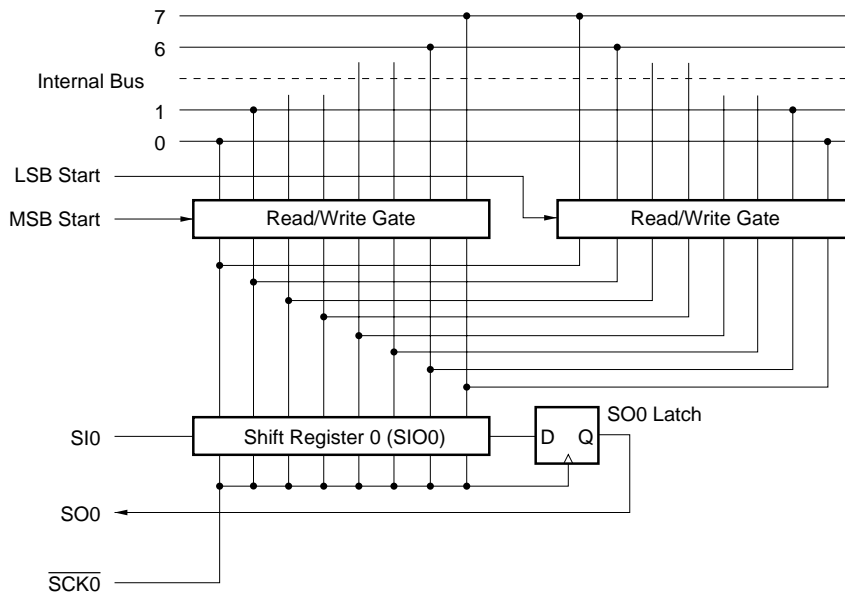 7
6
Internal Bus
1
0
LSB Start
MSB Start
Read/Write Gate
Read/Write Gate
SO0 Latch
SI0
Shift Register 0 (SIO0)
D
Q
SO0
SCK0